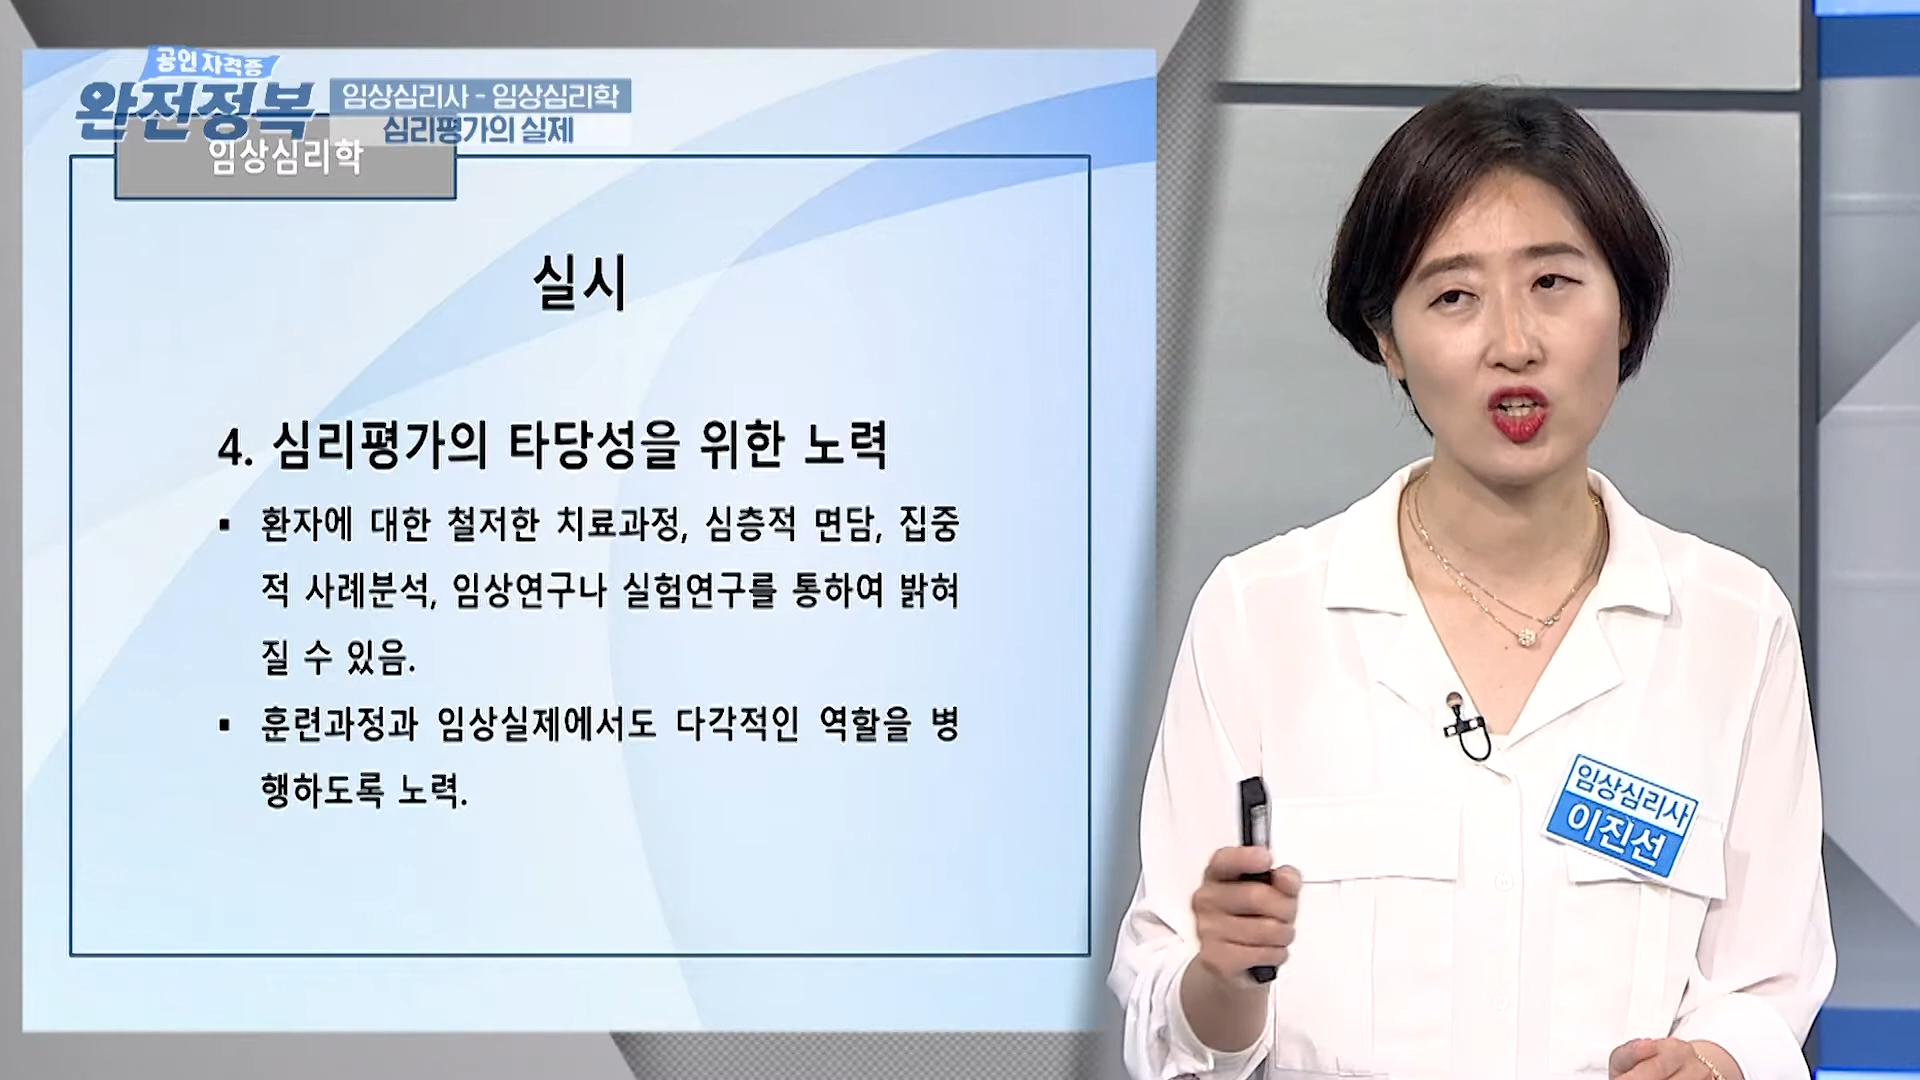 공인 자격증
완전정복
임상심리사 - 임상심리학
심리평가의 실제
임상심리학
실시
4. 심리평가의 타당성을 위한 노력
▪ 환자에 대한 철저한 치료과정, 심층적 면담, 집중
적 사례분석, 임상연구나 실험연구를 통하여 밝혀
질 수 있음.
▪ 훈련과정과 임상실제에서도 다각적인 역할을 병
행하도록 노력.
임상심리사
이진선